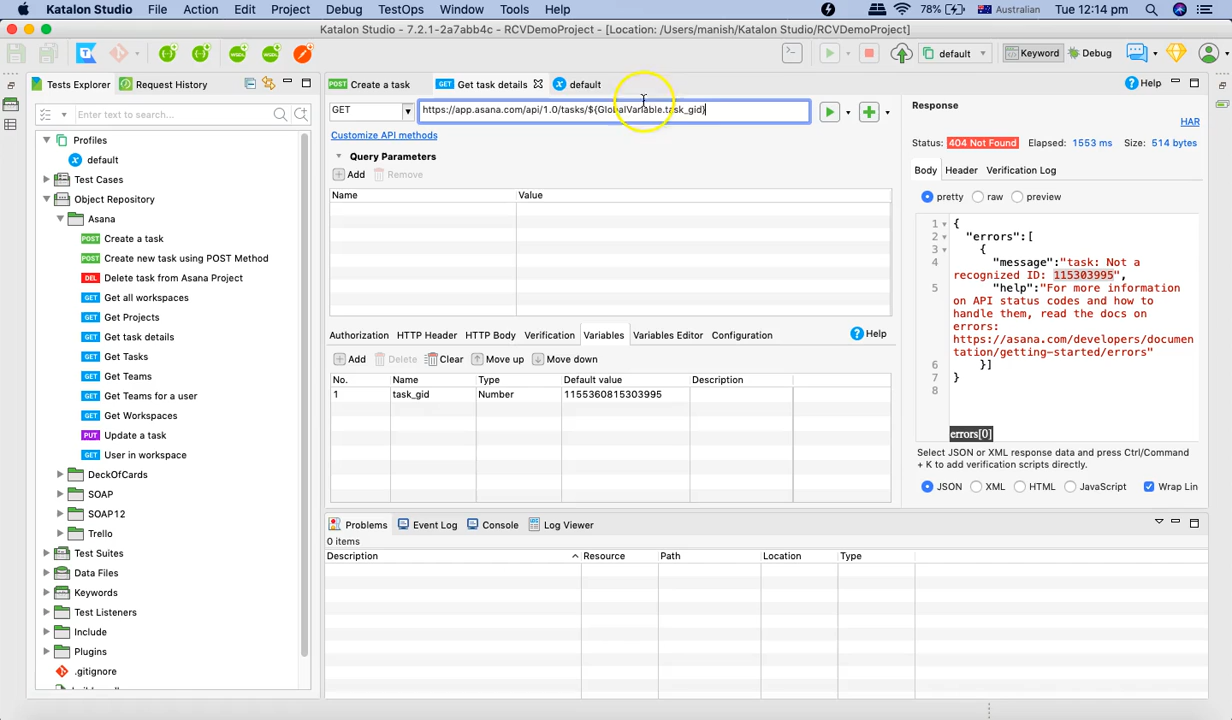 Katalon Studio File Edit Action Project Debug TestOps Window Tools Help 78% Australian Tue 12:14 pm
Katalon Studio - 7.2.1-2a7abb4c - RCVDemoProject - [Location: /Users/manish/Katalon Studio/RCVDemoProject]
WSDL WSDL default Keyword Debug
Tests Explorer Request History
POST Create a task GET Get task details default Help
Enter text to search...
GET https://app.asana.com/api/1.0/tasks/${GlobalVariable.task_gid}
Customize API methods
Profiles
default
Test Cases
Object Repository
Asana
POST Create a task
POST Create new task using POST Method
DEL Delete task from Asana Project
GET Get all workspaces
GET Get Projects
GET Get task details
GET Get Tasks
GET Get Teams
GET Get Teams for a user
GET Get Workspaces
PUT Update a task
GET User in workspace
DeckOfCards
SOAP
SOAP12
Trello
Test Suites
Data Files
Keywords
Test Listeners
Include
Plugins
.gitignore
Query Parameters
Add Remove
Name Value
Authorization HTTP Header HTTP Body Verification Variables Variables Editor Configuration Help
Add Delete Clear Move up Move down
No. Name Type Default value Description
1 task_gid Number 1155360815303995
Response
HAR
Status: 404 Not Found Elapsed: 1553 ms Size: 514 bytes
Body Header Verification Log
pretty raw preview
1 {
2 "errors":[
3 {
4 "message":"task: Not a
recognized ID: 115303995",
5 "help":"For more information
on API status codes and how to
handle them, read the docs on
errors:
https://asana.com/developers/documen
tation/getting-started/errors"
6 }]
7 }
8
errors[0]
Select JSON or XML response data and press Ctrl/Command
+ K to add verification scripts directly.
JSON XML HTML JavaScript Wrap Lin
Problems Event Log Console Log Viewer
0 items
Description Resource Path Location Type